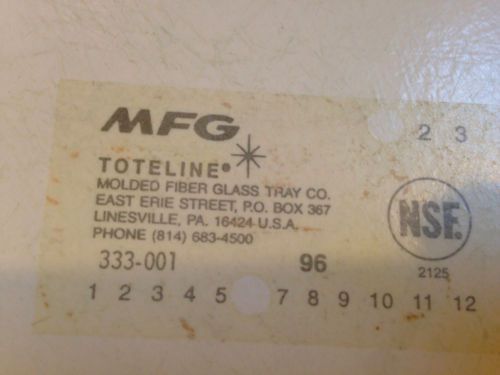 MFG
2 3
TOTELINE®
MOLDED FIBER GLASS TRAY CO.
EAST ERIE STREET, P.O. BOX 367
LINESVILLE, PA. 16424 U.S.A.
PHONE (814) 683-4500
NSF.
333-001 96 2125
1 2 3 4 5 7 8 9 10 11 12